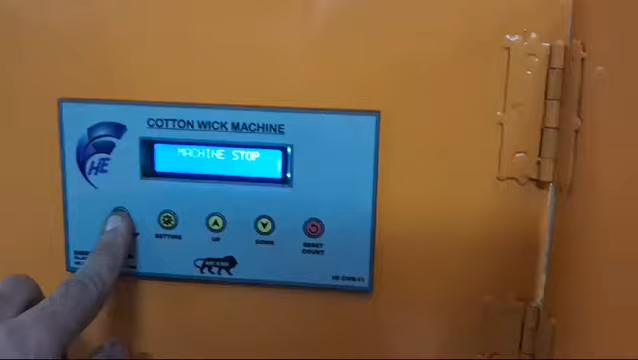 COTTON WICK MACHINE
MACHINE STOP
HE
SETTING
UP
DOWN
RESET
COUNT